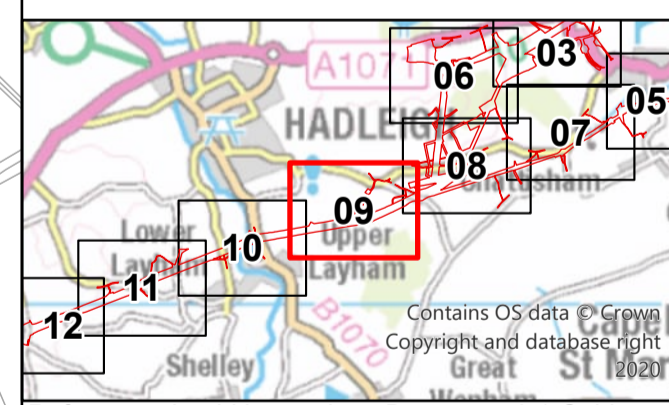 03
A1071
06
05
HADLEIGH
07
08
Chattisham
09
Lower
Upper
10
Layham
Layham
11
12
Contains OS data © Crown
Copyright and database right
2020
B1070
Capel
St Mar
Shelley
Great
Wenham